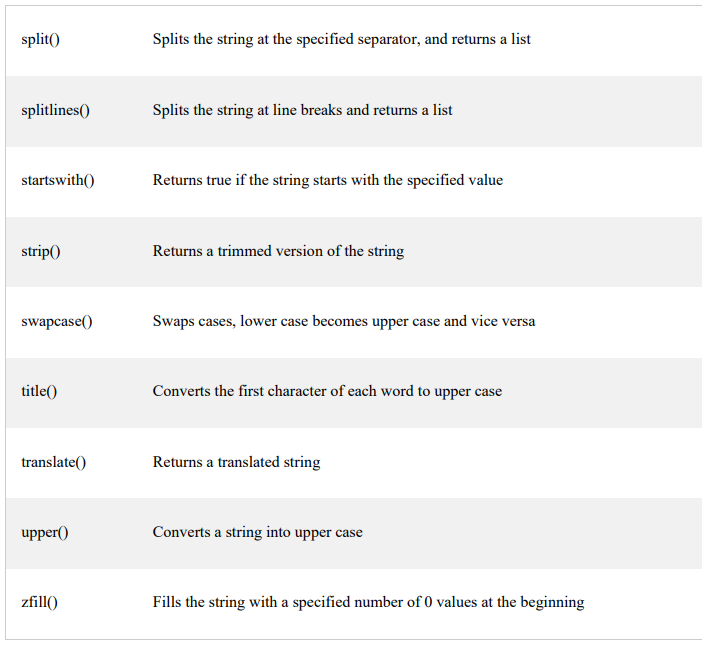 split() Splits the string at the specified separator, and returns a list
splitlines() Splits the string at line breaks and returns a list
startswith() Returns true if the string starts with the specified value
strip() Returns a trimmed version of the string
swapcase() Swaps cases, lower case becomes upper case and vice versa
title() Converts the first character of each word to upper case
translate() Returns a translated string
upper() Converts a string into upper case
zfill() Fills the string with a specified number of 0 values at the beginning